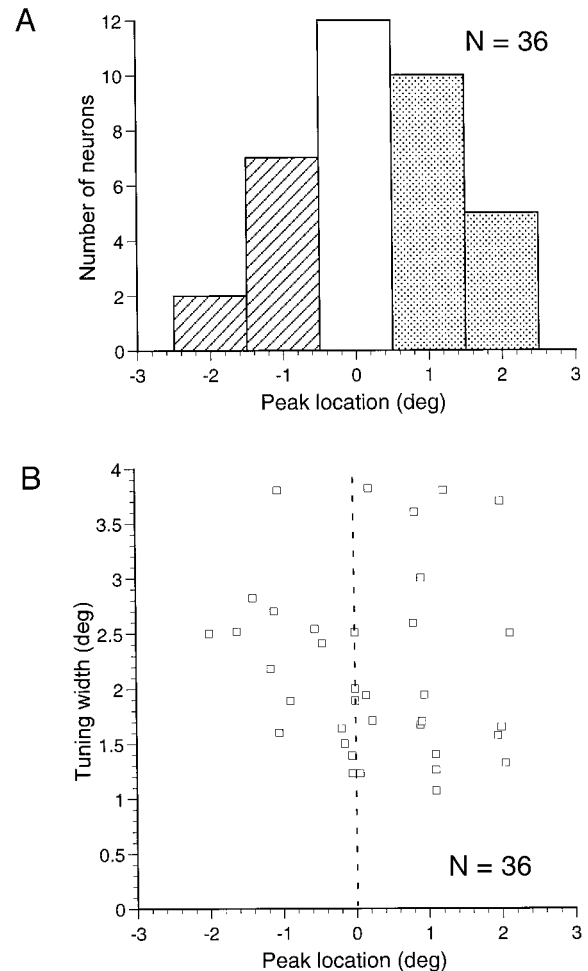 A
N = 36
Number of neurons
12
10
8
6
4
2
0
-3 -2 -1 0 1 2 3
Peak location (deg)
B
Tuning width (deg)
4
3.5
3
2.5
2
1.5
1
0.5
0
N = 36
-3 -2 -1 0 1 2 3
Peak location (deg)